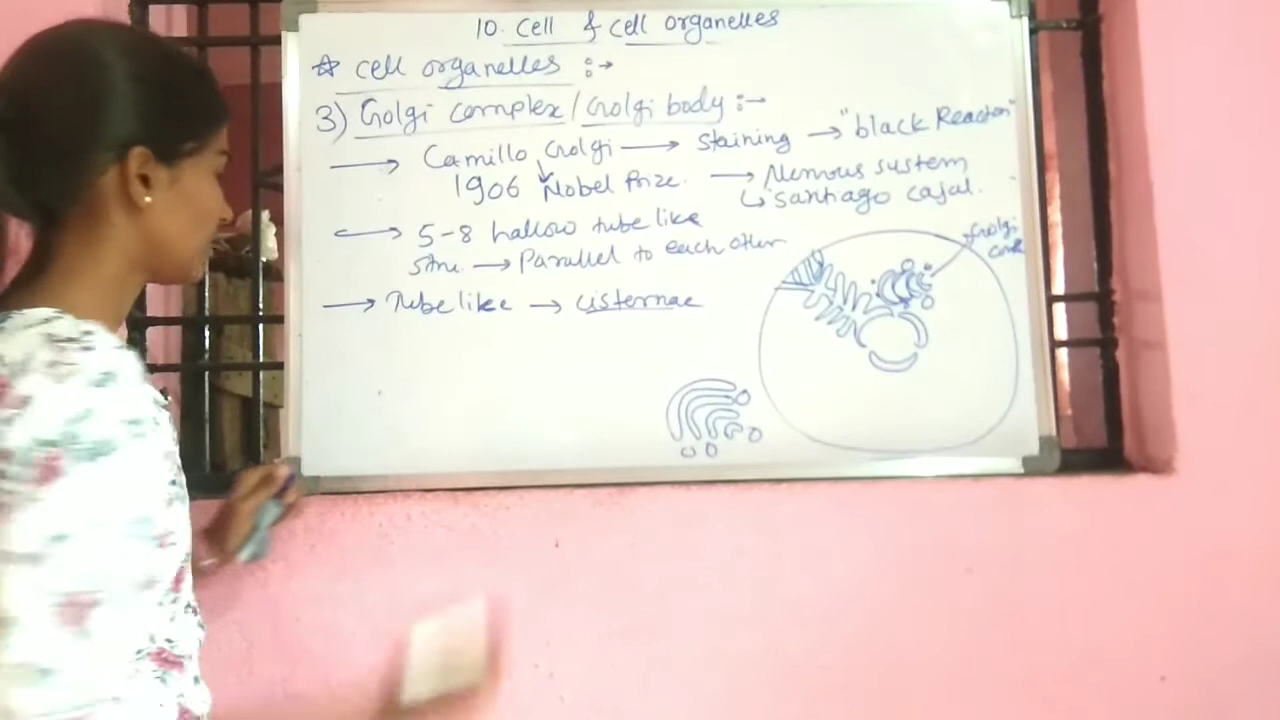 10. Cell & Cell organelles
☆ cell organelles :→
3) Golgi complex / Golgi body :→
→ Camillo Golgi → staining → "black Reaction"
1906 Nobel Prize. → Nervous system
↳ santiago cajal.
→ 5-8 hallow tube like
stru. → Parallel to each other
→ Tube like → cisternae
Golgi